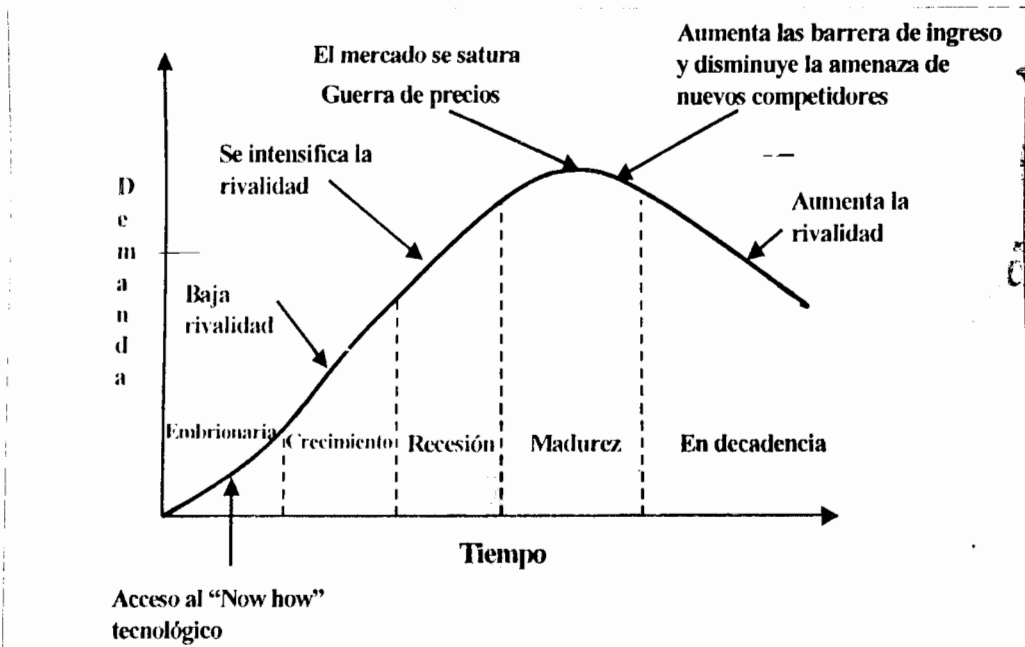 El mercado se satura
Guerra de precios
Aumenta las barrera de ingreso
y disminuye la amenaza de
nuevos competidores
Se intensifica la
rivalidad
Aumenta la
rivalidad
Baja
rivalidad
Demanda
Embrionaria
Crecimiento
Recesión
Madurez
En decadencia
Tiempo
Acceso al “Now how”
tecnológico